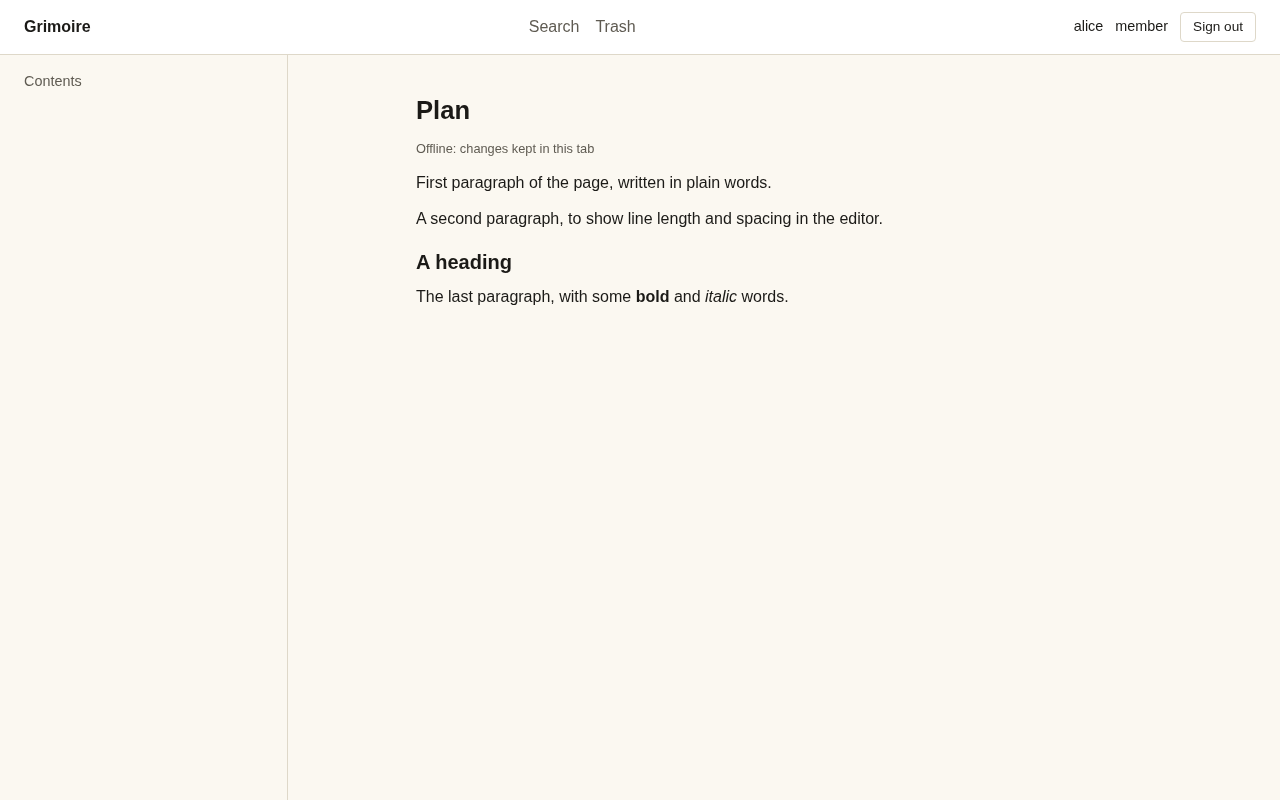 Grimoire
Search Trash
alice member Sign out
Contents
Plan
Offline: changes kept in this tab
First paragraph of the page, written in plain words.
A second paragraph, to show line length and spacing in the editor.
A heading
The last paragraph, with some bold and italic words.